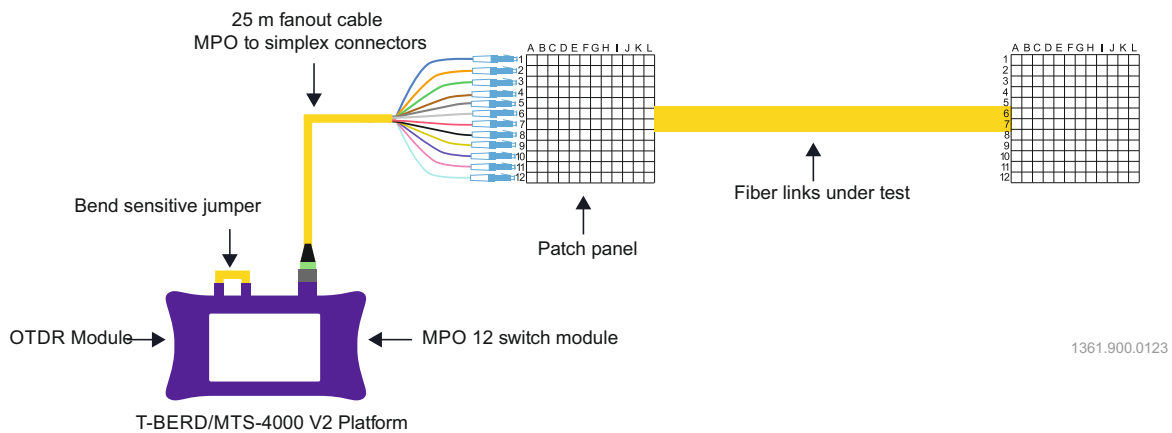 25 m fanout cable
MPO to simplex connectors
A B C D E F G H I J K L
1
2
3
4
5
6
7
8
9
10
11
12
A B C D E F G H I J K L
1
2
3
4
5
6
7
8
9
10
11
12
Bend sensitive jumper
Patch panel
Fiber links under test
OTDR Module
MPO 12 switch module
1361.900.0123
T-BERD/MTS-4000 V2 Platform